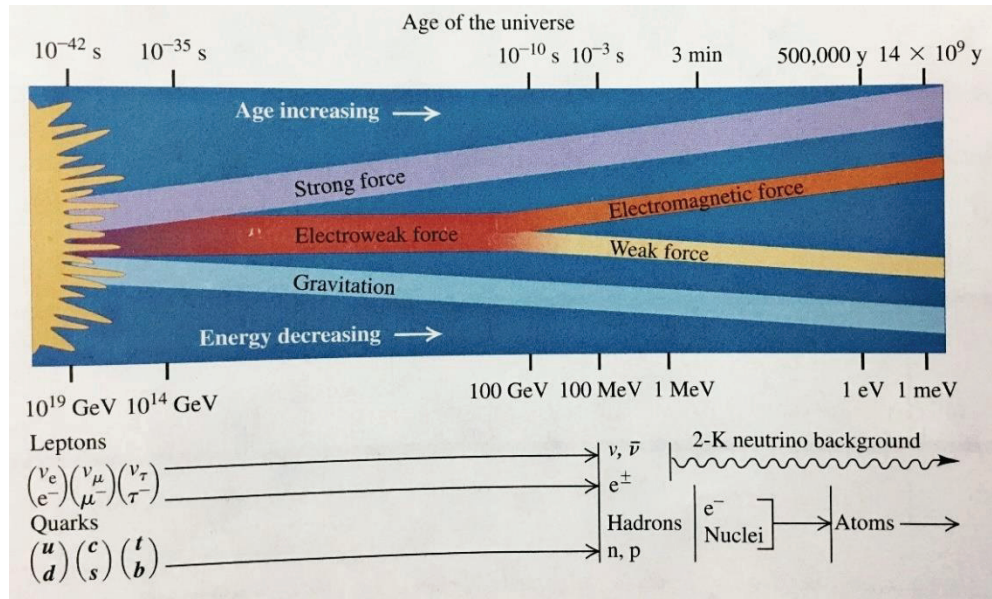 Age of the universe
10⁻⁴² s 10⁻³⁵ s 10⁻¹⁰ s 10⁻³ s 3 min 500,000 y 14 × 10⁹ y
Age increasing →
Strong force
Electromagnetic force
Electroweak force
Weak force
Gravitation
Energy decreasing →
10¹⁹ GeV 10¹⁴ GeV 100 GeV 100 MeV 1 MeV 1 eV 1 meV
Leptons
2-K neutrino background
(νe e⁻) (νμ μ⁻) (ντ τ⁻)
ν, ν̄
e±
Quarks
(u d) (c s) (t b)
Hadrons
n, p
e⁻
Nuclei
Atoms